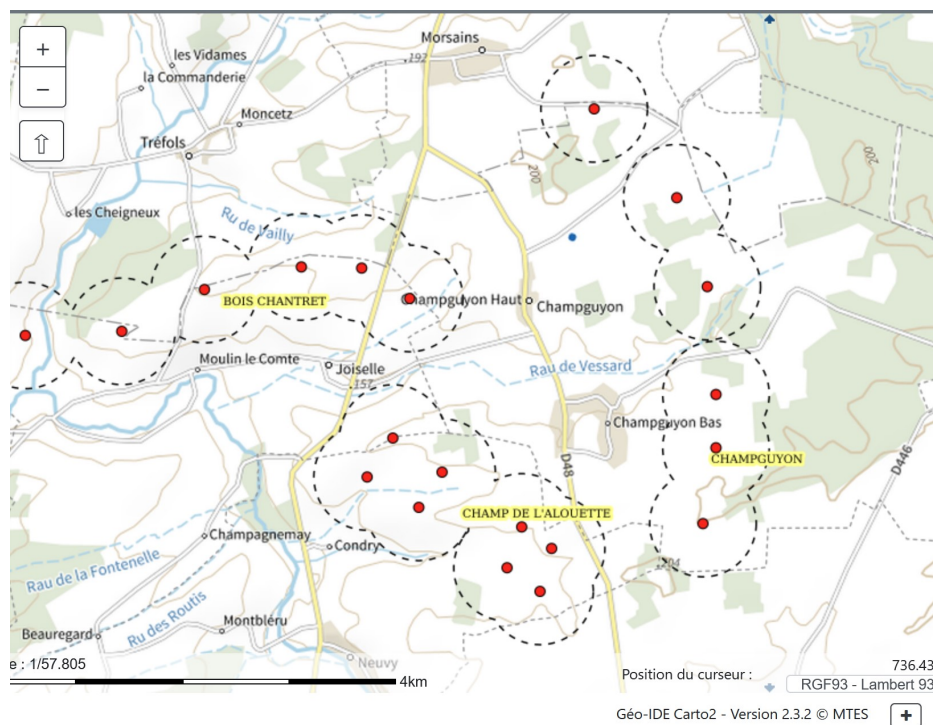 +
−
⇧
Morsains
les Vidames
192
la Commanderie
Moncetz
Tréfols
200
200
les Cheigneux
Ru de Vailly
BOIS CHANTRET
Champguyon Haut
Champguyon
Moulin le Comte
Joiselle
157
Rau de Vessard
Champguyon Bas
CHAMPGUYON
D446
D48
CHAMP DE L'ALOUETTE
Champagnemay
Condry
Rau de la Fontenelle
Ru des Routis
Montbléru
Beauregard
Neuvy
e : 1/57.805
4km
Position du curseur :
736.43
RGF93 - Lambert 93
Géo-IDE Carto2 - Version 2.3.2 © MTES
+